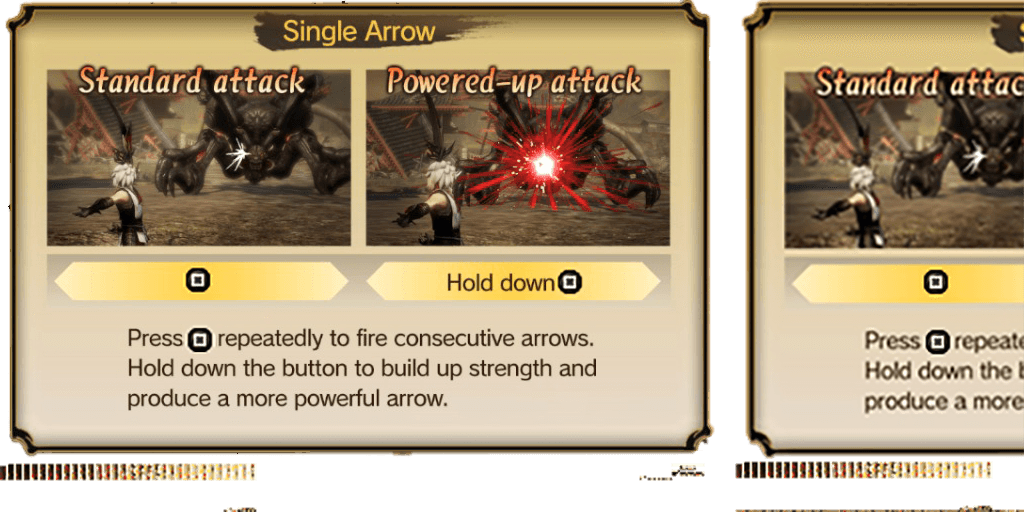 Single Arrow
Standard attack
Powered-up attack
Hold down
Press repeatedly to fire consecutive arrows.
Hold down the button to build up strength and
produce a more powerful arrow.
Standard attac
Press repeate
Hold down the
produce a more